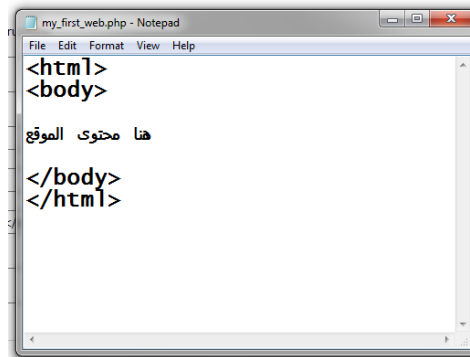 my_first_web.php - Notepad
File Edit Format View Help
<html>
<body>
هنا محتوى الموقع
</body>
</html>